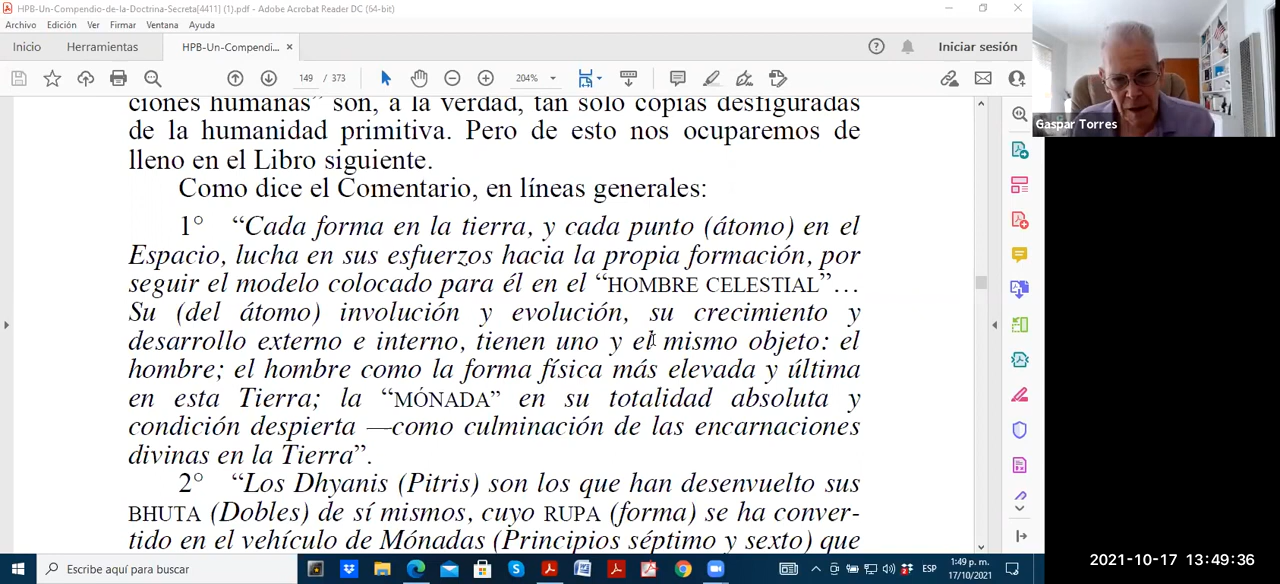 HPB-Un-Compendio-de-la-Doctrina-Secreta[4411] (1).pdf - Adobe Acrobat Reader DC (64-bit)
Archivo Edición Ver Firmar Ventana Ayuda
Inicio Herramientas HPB-Un-Compendi... × Iniciar sesión
149 / 373 204%
ciones humanas” son, a la verdad, tan solo copias desfiguradas
de la humanidad primitiva. Pero de esto nos ocuparemos de
lleno en el Libro siguiente.
Como dice el Comentario, en líneas generales:
1° “Cada forma en la tierra, y cada punto (átomo) en el
Espacio, lucha en sus esfuerzos hacia la propia formación, por
seguir el modelo colocado para él en el “HOMBRE CELESTIAL”...
Su (del átomo) involución y evolución, su crecimiento y
desarrollo externo e interno, tienen uno y el mismo objeto: el
hombre; el hombre como la forma física más elevada y última
en esta Tierra; la “MÓNADA” en su totalidad absoluta y
condición despierta —como culminación de las encarnaciones
divinas en la Tierra”.
2° “Los Dhyanis (Pitris) son los que han desenvuelto sus
BHUTA (Dobles) de sí mismos, cuyo RUPA (forma) se ha conver-
tido en el vehículo de Mónadas (Principios séptimo y sexto) que
Gaspar Torres
Escribe aquí para buscar
ESP
1:49 p. m.
17/10/2021
2021-10-17 13:49:36